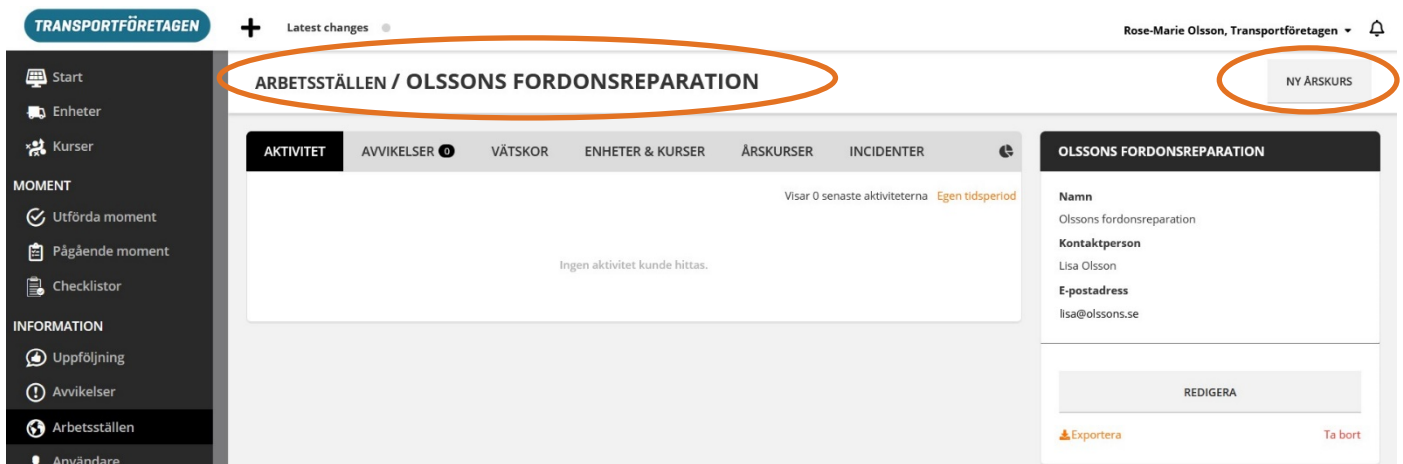 TRANSPORTFÖRETAGEN
Latest changes
Rose-Marie Olsson, Transportföretagen
Start
Enheter
Kurser
MOMENT
Utförda moment
Pågående moment
Checklistor
INFORMATION
Uppföljning
Avvikelser
Arbetsställen
Användare
ARBETSSTÄLLEN / OLSSONS FORDONSREPARATION
NY ÅRSKURS
AKTIVITET AVVIKELSER 0 VÄTSKOR ENHETER & KURSER ÅRSKURSER INCIDENTER
Visar 0 senaste aktiviteterna Egen tidsperiod
Ingen aktivitet kunde hittas.
OLSSONS FORDONSREPARATION
Namn
Olssons fordonsreparation
Kontaktperson
Lisa Olsson
E-postadress
lisa@olssons.se
REDIGERA
Exportera Ta bort